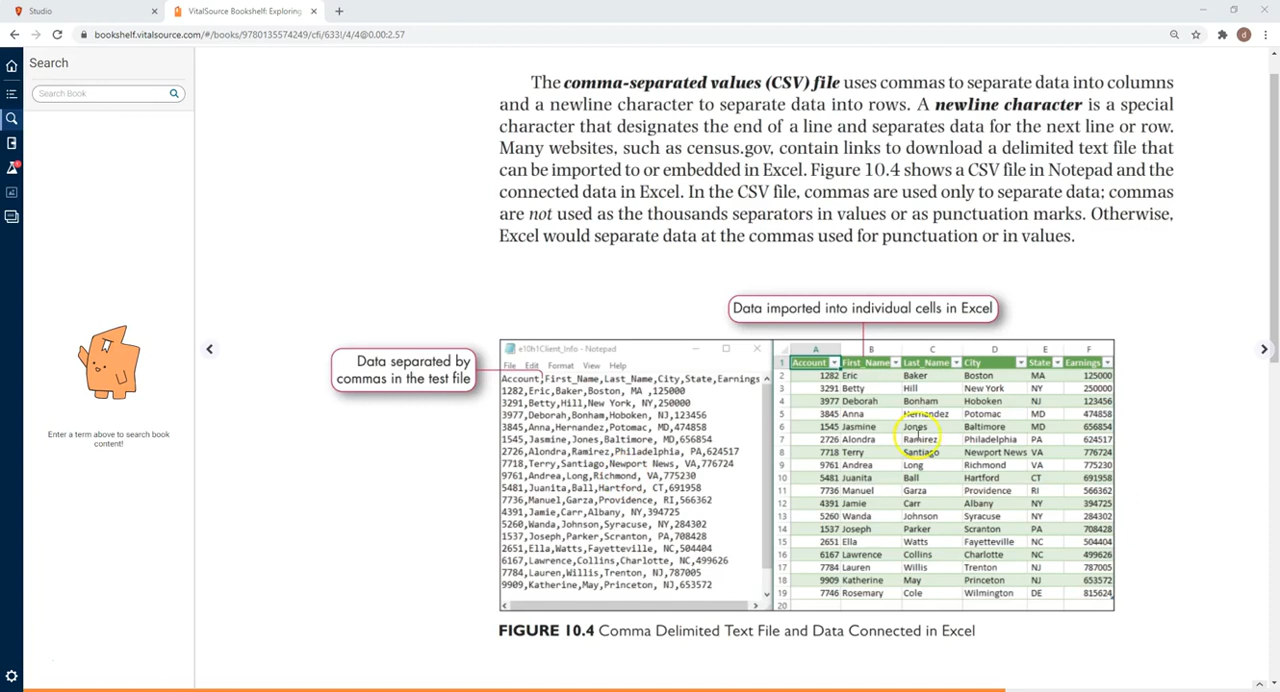 Studio
VitalSource Bookshelf: Exploring
bookshelf.vitalsource.com/#/books/9780135574249/cfi/633!/4/4@0.00:2.57
d
Search
Search Book
Enter a term above to search book
content!
The comma-separated values (CSV) file uses commas to separate data into columns
and a newline character to separate data into rows. A newline character is a special
character that designates the end of a line and separates data for the next line or row.
Many websites, such as census.gov, contain links to download a delimited text file that
can be imported to or embedded in Excel. Figure 10.4 shows a CSV file in Notepad and the
connected data in Excel. In the CSV file, commas are used only to separate data; commas
are not used as the thousands separators in values or as punctuation marks. Otherwise,
Excel would separate data at the commas used for punctuation or in values.
Data imported into individual cells in Excel
Data separated by
commas in the test file
e10h1Client_Info - Notepad
File Edit Format View Help
Account,First_Name,Last_Name,City,State,Earnings
1282,Eric,Baker,Boston, MA ,125000
3291,Betty,Hill,New York, NY,250000
3977,Deborah,Bonham,Hoboken, NJ,123456
3845,Anna,Hernandez,Potomac, MD,474858
1545,Jasmine,Jones,Baltimore, MD,656854
2726,Alondra,Ramirez,Philadelphia, PA,624517
7718,Terry,Santiago,Newport News, VA,776724
9761,Andrea,Long,Richmond, VA,775230
5481,Juanita,Ball,Hartford, CT,691958
7736,Manuel,Garza,Providence, RI,566362
4391,Jamie,Carr,Albany, NY,394725
5260,Wanda,Johnson,Syracuse, NY,284302
1537,Joseph,Parker,Scranton, PA,708428
2651,Ella,Watts,Fayetteville, NC,504404
6167,Lawrence,Collins,Charlotte, NC,499626
7784,Lauren,Willis,Trenton, NJ,787005
9909,Katherine,May,Princeton, NJ,653572
A B C D E F
1 Account First_Name Last_Name City State Earnings
2 1282 Eric Baker Boston MA 125000
3 3291 Betty Hill New York NY 250000
4 3977 Deborah Bonham Hoboken NJ 123456
5 3845 Anna Hernandez Potomac MD 474858
6 1545 Jasmine Jones Baltimore MD 656854
7 2726 Alondra Ramirez Philadelphia PA 624517
8 7718 Terry Santiago Newport News VA 776724
9 9761 Andrea Long Richmond VA 775230
10 5481 Juanita Ball Hartford CT 691958
11 7736 Manuel Garza Providence RI 566362
12 4391 Jamie Carr Albany NY 394725
13 5260 Wanda Johnson Syracuse NY 284302
14 1537 Joseph Parker Scranton PA 708428
15 2651 Ella Watts Fayetteville NC 504404
16 6167 Lawrence Collins Charlotte NC 499626
17 7784 Lauren Willis Trenton NJ 787005
18 9909 Katherine May Princeton NJ 653572
19 7746 Rosemary Cole Wilmington DE 815624
20
FIGURE 10.4 Comma Delimited Text File and Data Connected in Excel